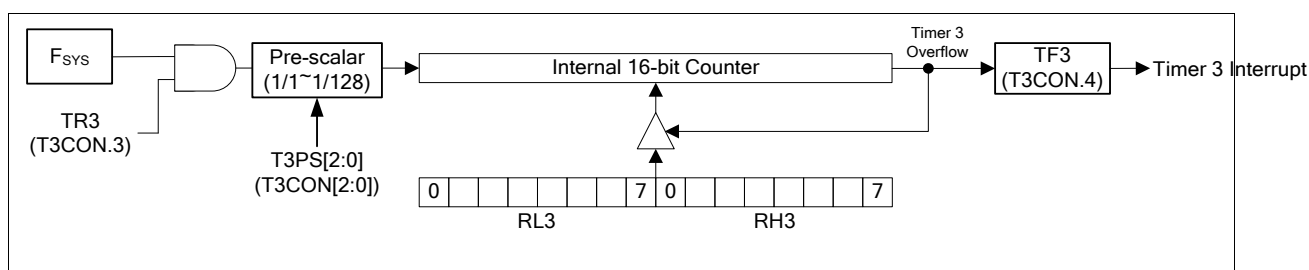 FSYS
TR3
(T3CON.3)
Pre-scalar
(1/1~1/128)
T3PS[2:0]
(T3CON[2:0])
Internal 16-bit Counter
0 7 0 7
RL3 RH3
Timer 3
Overflow
TF3
(T3CON.4)
Timer 3 Interrupt